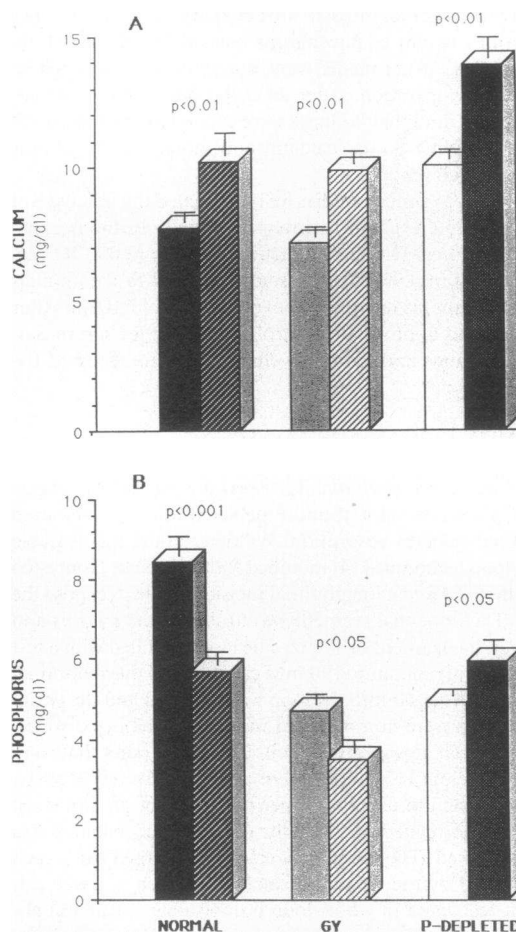 A
15
p<0.01
p<0.01
p<0.01
10
CALCIUM
(mg/dl)
5
0
B
10
p<0.001
8
p<0.05
p<0.05
6
PHOSPHORUS
(mg/dl)
4
2
0
NORMAL GY P-DEPLETED